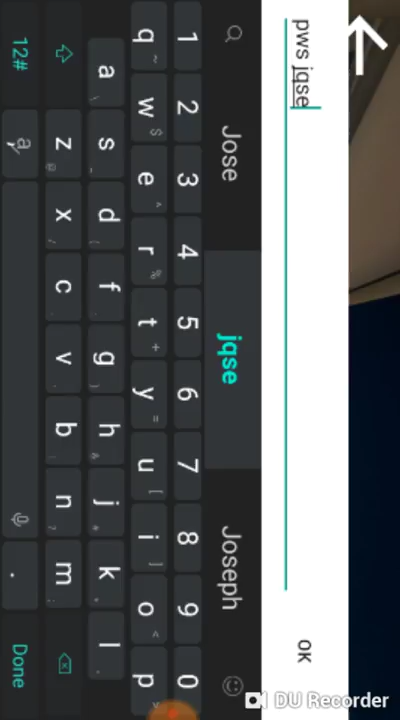 pws jqse
OK
Jose jqse Joseph
1 2 3 4 5 6 7 8 9 0
q w e r t y u i o p
a s d f g h j k l
z x c v b n m
12# . Done
DU Recorder